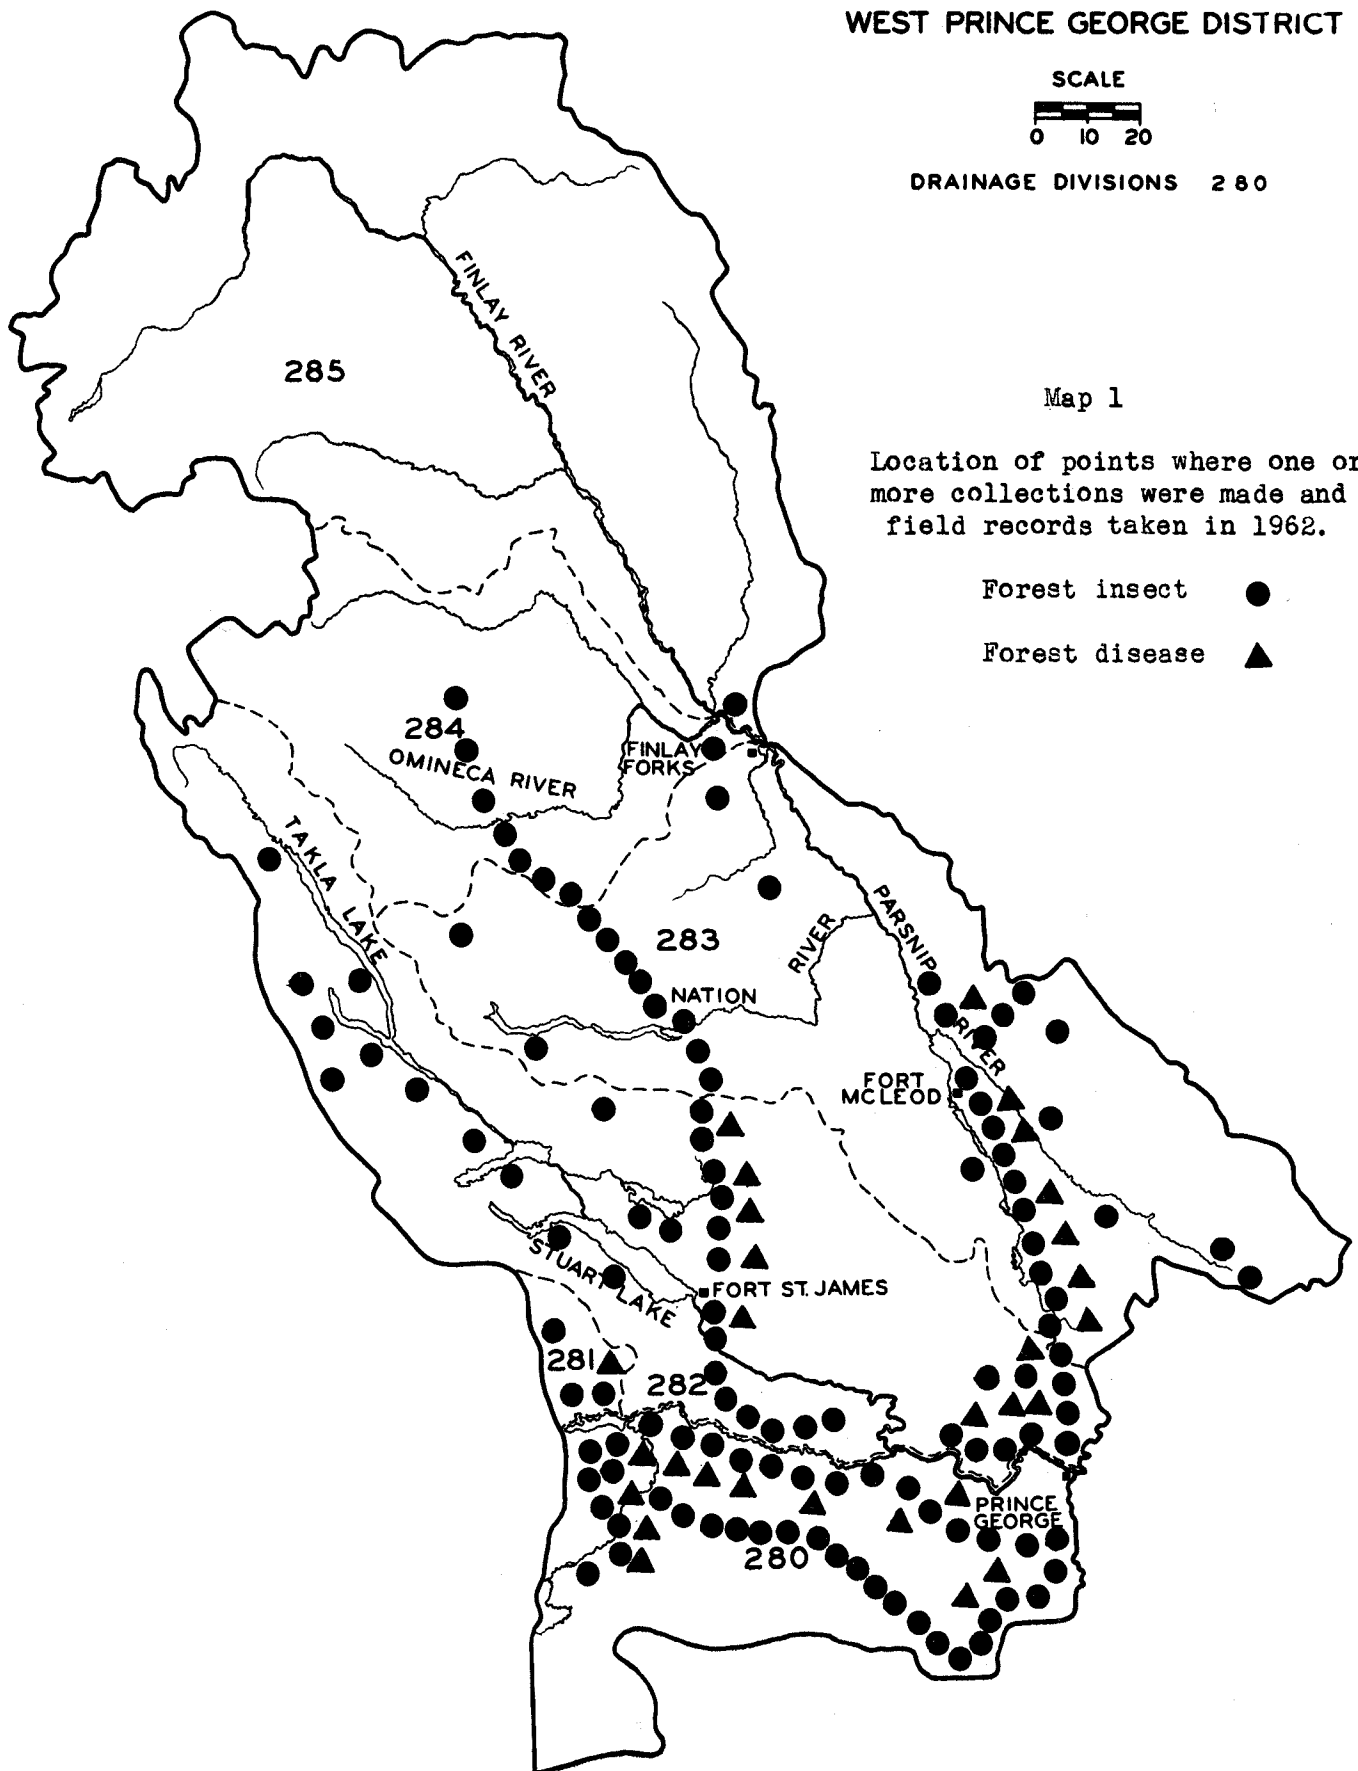 WEST PRINCE GEORGE DISTRICT
SCALE
0 10 20
DRAINAGE DIVISIONS 280
FINLAY RIVER
285
Map 1
Location of points where one or
more collections were made and
field records taken in 1962.
Forest insect
Forest disease
284
OMINECA RIVER
FINLAY
FORKS
TAKLA LAKE
283
PARSNIP RIVER
NATION RIVER
FORT
MCLEOD
STUART LAKE
FORT ST. JAMES
281
282
PRINCE
GEORGE
280